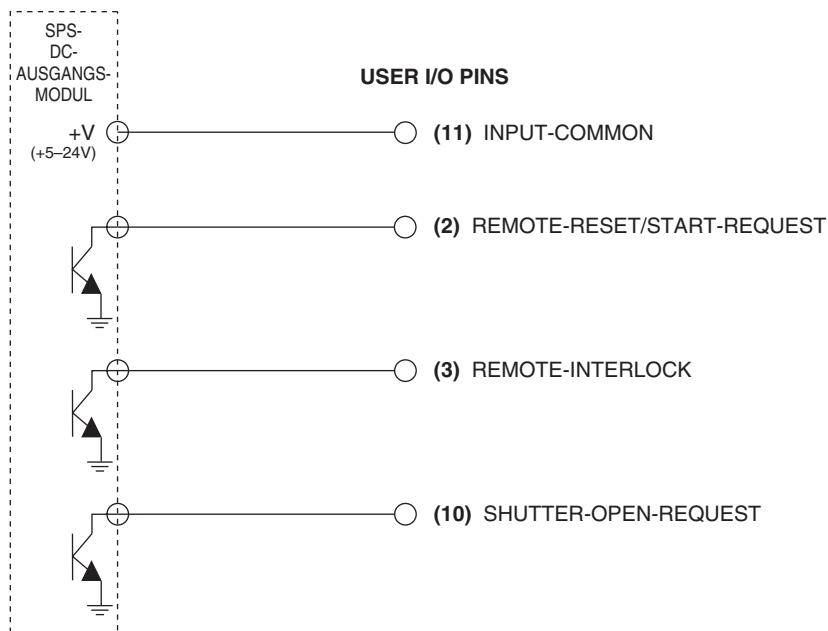 SPS-
DC-
AUSGANGS-
MODUL
USER I/O PINS
+V
(+5–24V)
(11) INPUT-COMMON
(2) REMOTE-RESET/START-REQUEST
(3) REMOTE-INTERLOCK
(10) SHUTTER-OPEN-REQUEST